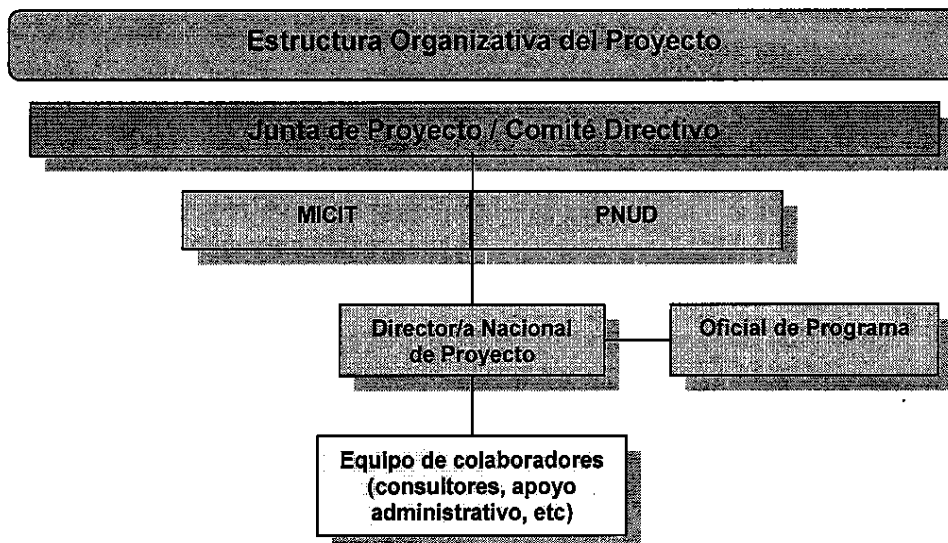 Estructura Organizativa del Proyecto
Junta de Proyecto / Comité Directivo
MICIT
PNUD
Director/a Nacional
de Proyecto
Oficial de Programa
Equipo de colaboradores
(consultores, apoyo
administrativo, etc)